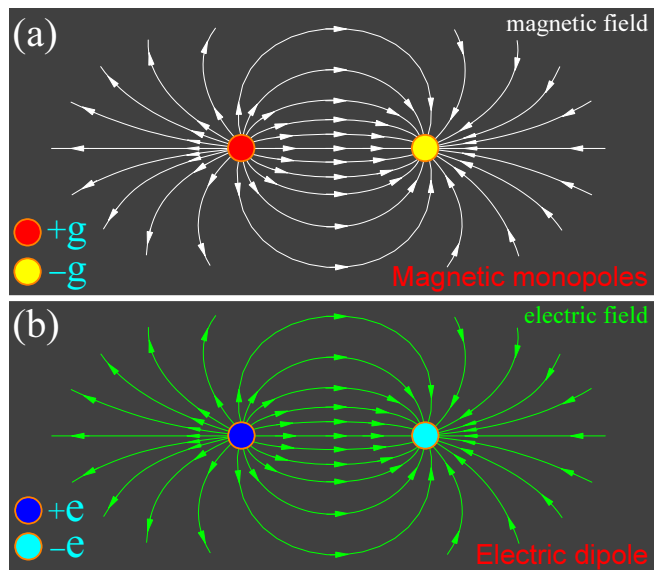 (a)
magnetic field
+g
−g
Magnetic monopoles
(b)
electric field
+e
−e
Electric dipole